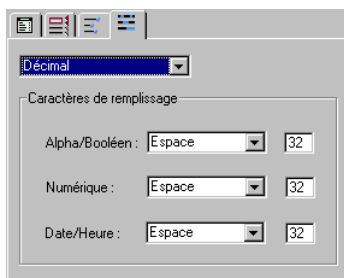 Décimal
Caractères de remplissage
Alpha/Booléen : Espace 32
Numérique : Espace 32
Date/Heure : Espace 32